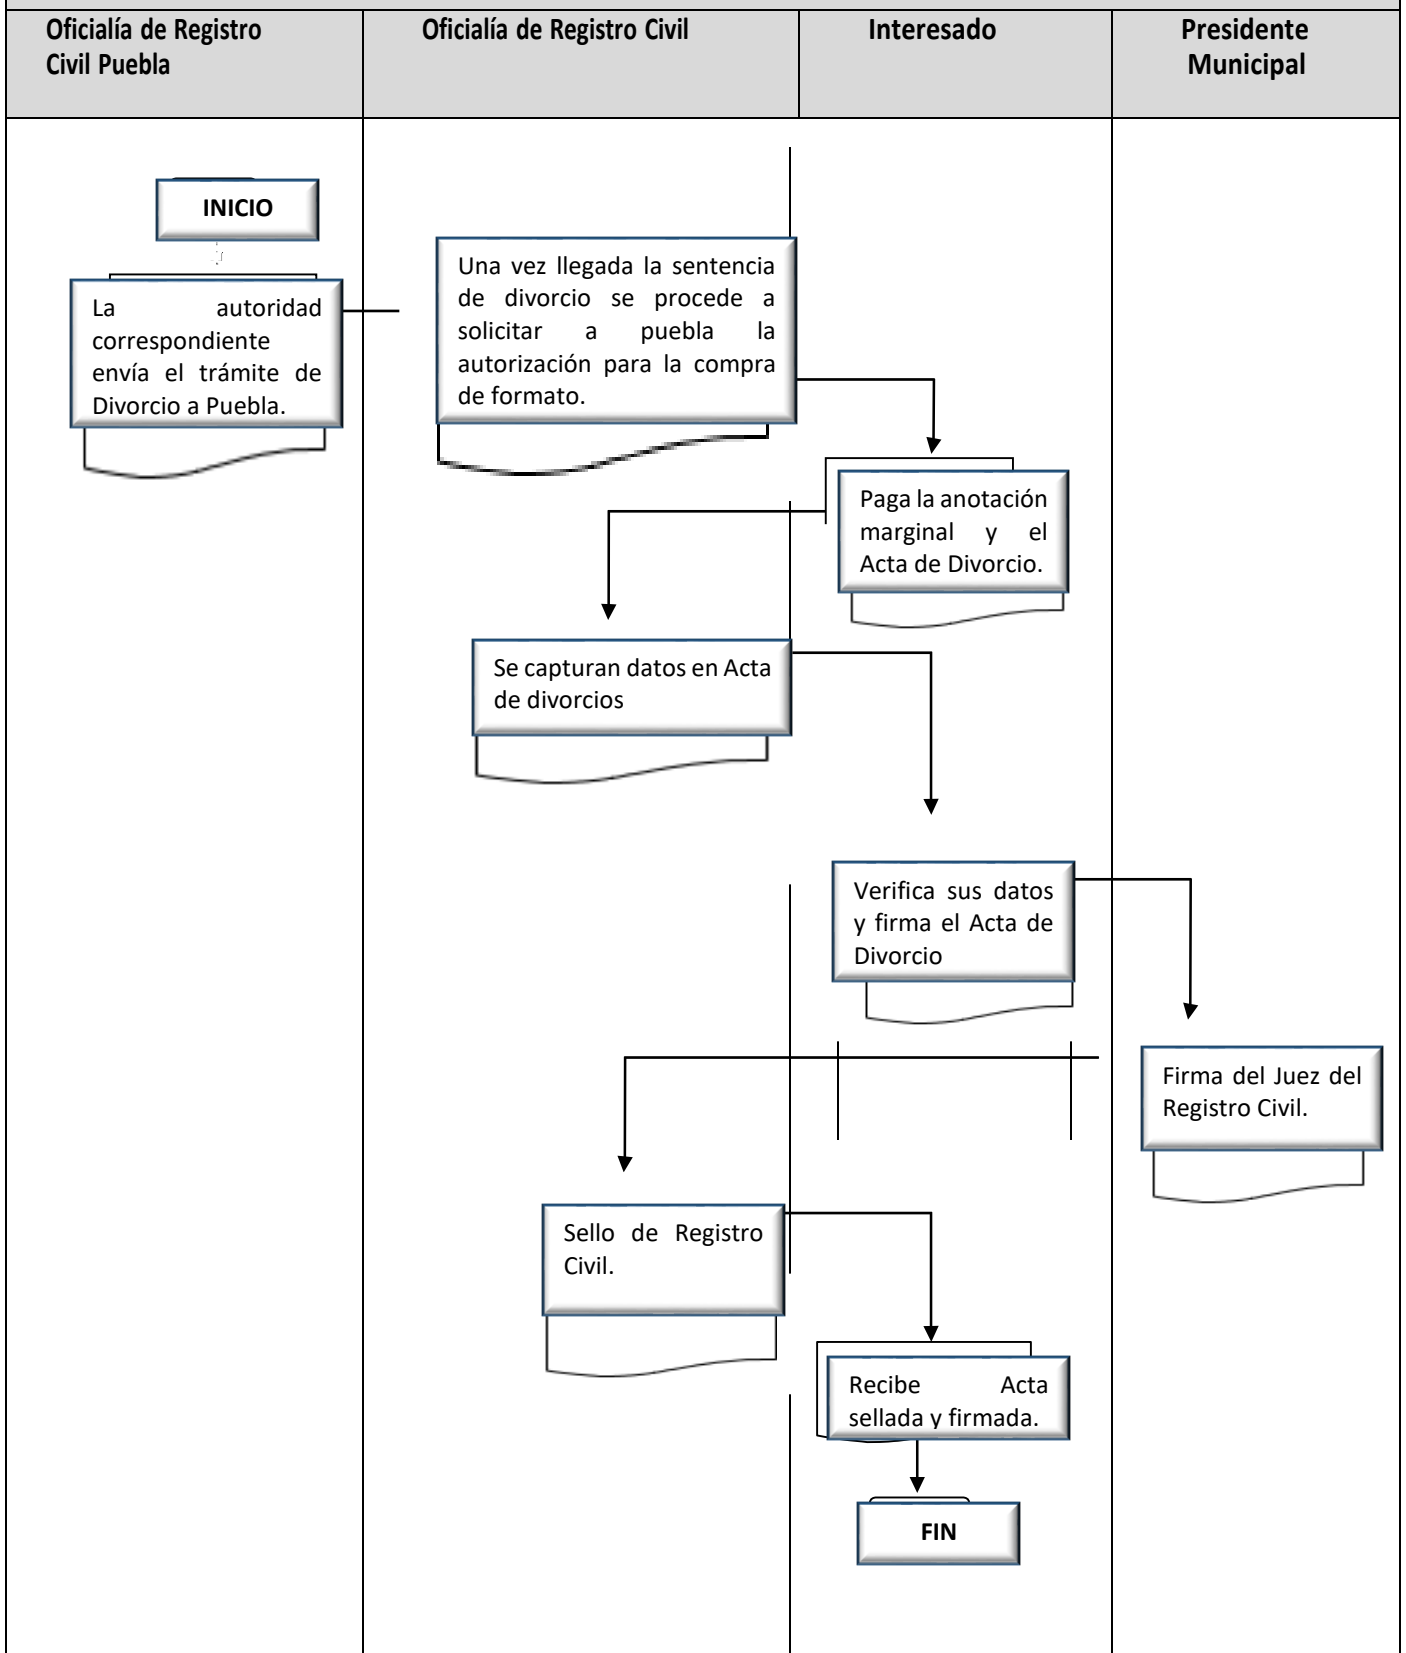 Oficialía de Registro
Civil Puebla
Oficialía de Registro Civil
Interesado
Presidente
Municipal
INICIO
La autoridad
correspondiente
envía el trámite de
Divorcio a Puebla.
Una vez llegada la sentencia
de divorcio se procede a
solicitar a puebla la
autorización para la compra
de formato.
Paga la anotación
marginal y el
Acta de Divorcio.
Se capturan datos en Acta
de divorcios
Verifica sus datos
y firma el Acta de
Divorcio
Firma del Juez del
Registro Civil.
Sello de Registro
Civil.
Recibe Acta
sellada y firmada.
FIN